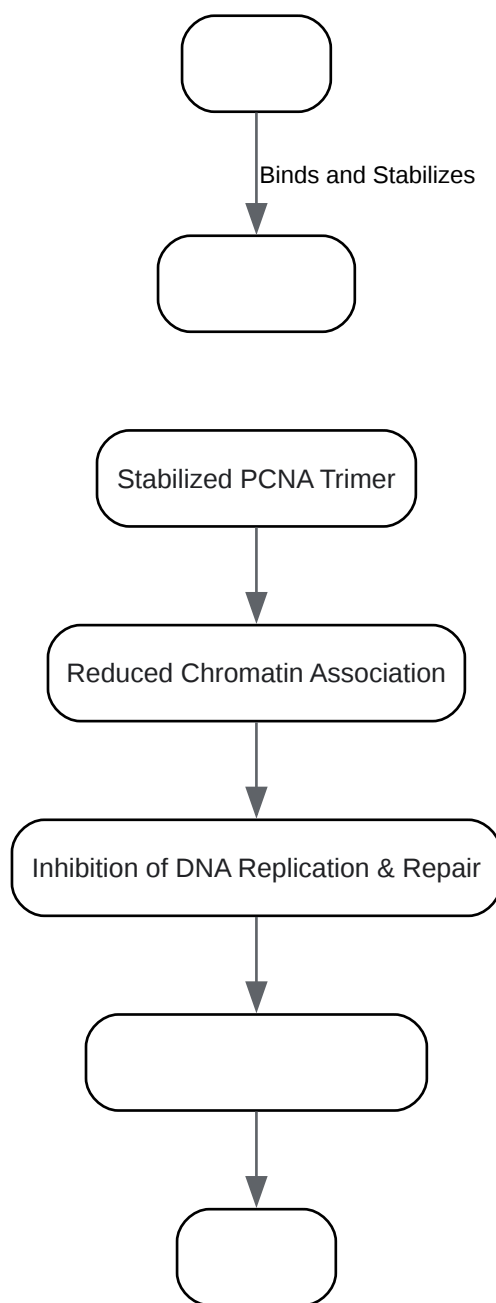 Binds and Stabilizes
Stabilized PCNA Trimer
Reduced Chromatin Association
Inhibition of DNA Replication & Repair